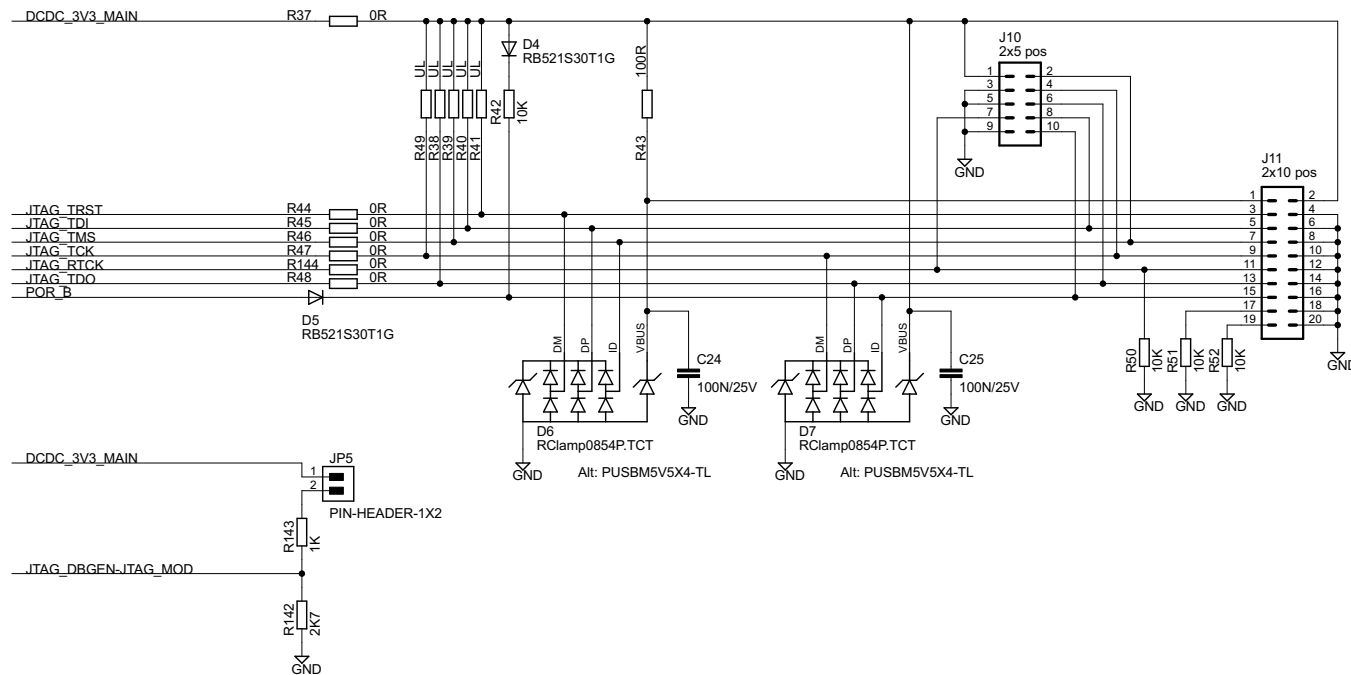 DCDC_3V3_MAIN R37 0R
D4
RB521S30T1G
UL UL UL UL UL
R49 R38 R39 R40 R41
R42 10K
100R
R43
J10
2x5 pos
1 2
3 4
5 6
7 8
9 10
GND
J11
2x10 pos
1 2
3 4
5 6
7 8
9 10
11 12
13 14
15 16
17 18
19 20
GND
JTAG_TRST R44 0R
JTAG_TDI R45 0R
JTAG_TMS R46 0R
JTAG_TCK R47 0R
JTAG_RTCK R144 0R
JTAG_TDO R48 0R
POR_B
D5
RB521S30T1G
DM DP ID VBUS
C24
100N/25V
GND
D6
RClamp0854P.TCT
GND
Alt: PUSBM5V5X4-TL
DM DP ID VBUS
C25
100N/25V
GND
D7
RClamp0854P.TCT
GND
Alt: PUSBM5V5X4-TL
R50 10K
R51 10K
R52 10K
GND GND GND
DCDC_3V3_MAIN
JP5
1
2
PIN-HEADER-1X2
R143 1K
JTAG_DBGEN-JTAG_MOD
R142 2K7
GND